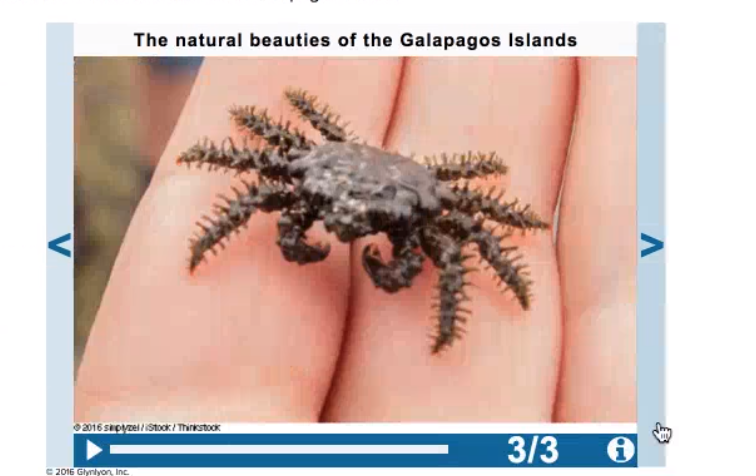 The natural beauties of the Galapagos Islands
<
>
© 2016 simplyzel / iStock / Thinkstock
3/3
© 2016 Glynlyon, Inc.